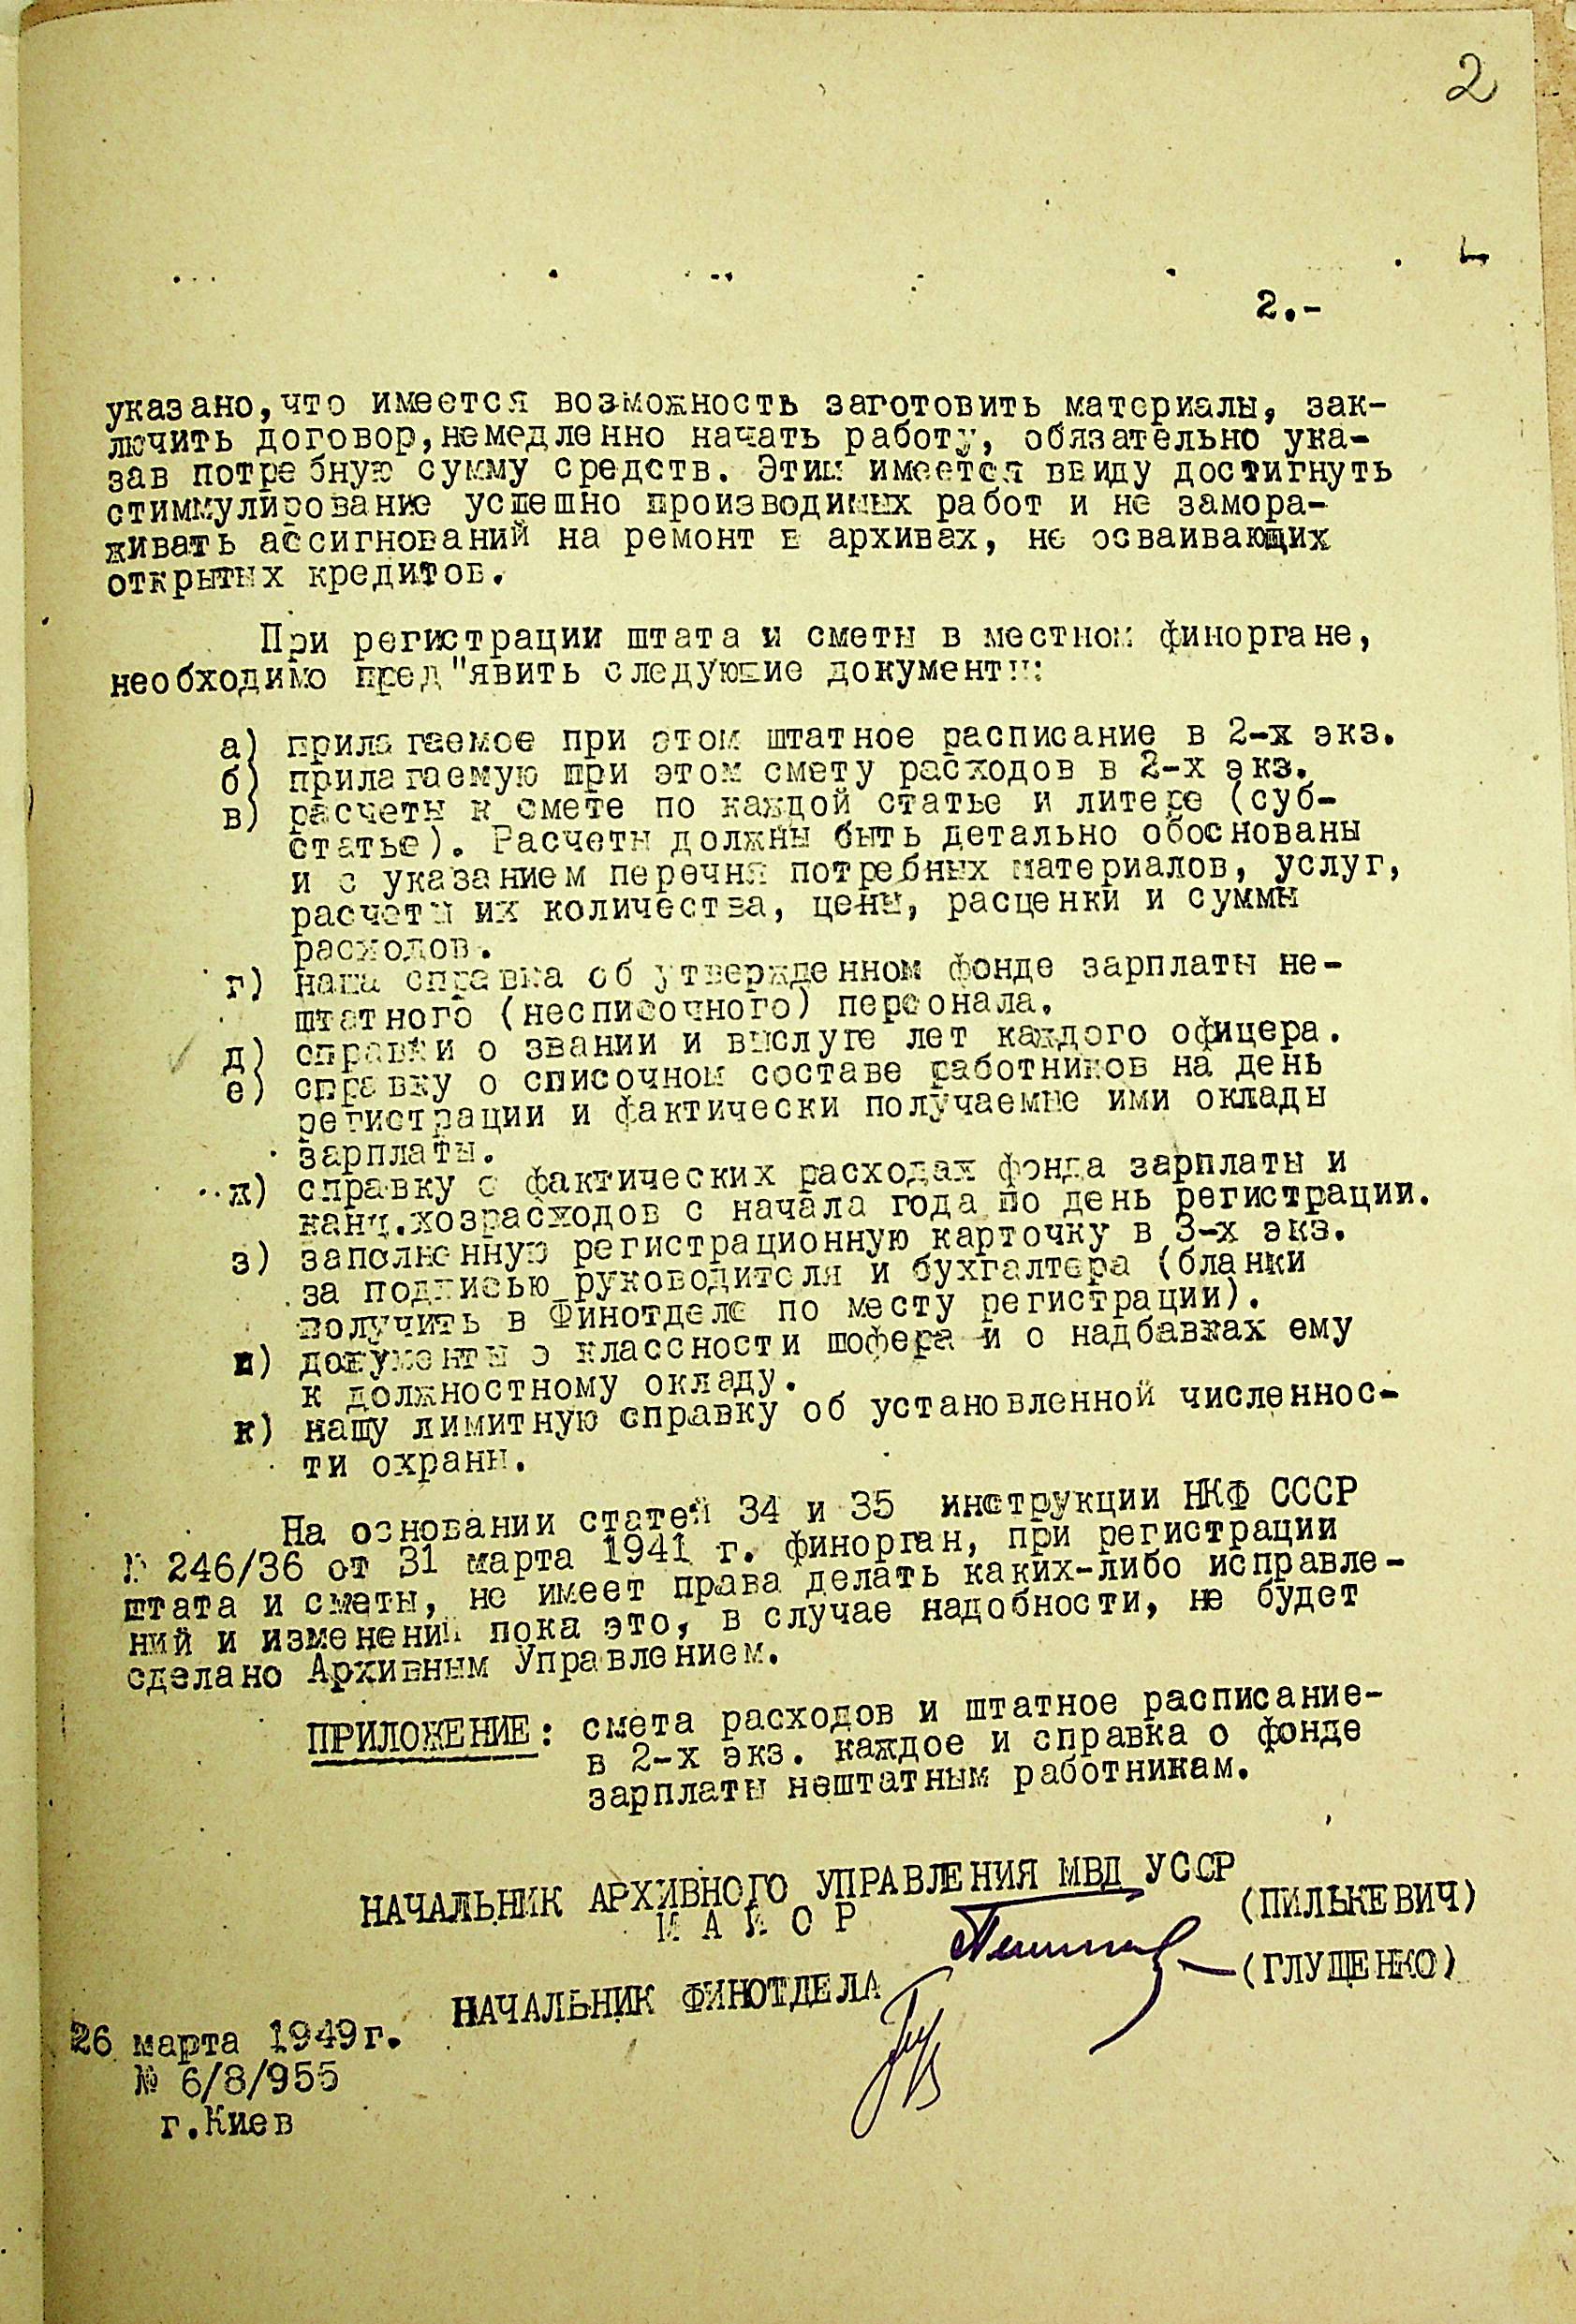 2
2.-
указано,что имеется возможность заготовить материалы, зак-
лючить договор,немедленно начать работу, обязательно ука-
зав потребную сумму средств. Этим имеется ввиду достигнуть
стиммулирование успешно производимых работ и не замора-
живать ассигнований на ремонт в архивах, не осваивающих
открытых кредитов.
При регистрации штата и сметы в местном финоргане,
необходимо пред"явить следующие документы:
а) прилагаемое при этом штатное расписание в 2-х экз.
б) прилагаемую при этом смету расходов в 2-х экз.
в) расчеты к смете по каждой статье и литере (суб-
статье). Расчеты должны быть детально обоснованы
и с указанием перечня потребных материалов, услуг,
расчеты их количества, цены, расценки и суммы
расходов.
г) наша справка об утвержденном фонде зарплаты не-
штатного (несписочного) персонала.
д) справки о звании и выслуге лет каждого офицера.
е) справку о списочном составе работников на день
регистрации и фактически получаемые ими оклады
зарплаты.
ж) справку о фактических расходах фонда зарплаты и
канц.хозрасходов с начала года по день регистрации.
з) заполненную регистрационную карточку в 3-х экз.
за подписью руководителя и бухгалтера (бланки
получить в Финотделе по месту регистрации).
и) документы о классности шофера и о надбавках ему
к должностному окладу.
к) нашу лимитную справку об установленной численнос-
ти охраны.
На основании статей 34 и 35 инструкции НКФ СССР
№ 246/36 от 31 марта 1941 г. финорган, при регистрации
штата и сметы, не имеет права делать каких-либо исправле-
ний и изменений пока это, в случае надобности, не будет
сделано Архивным Управлением.
ПРИЛОЖЕНИЕ: смета расходов и штатное расписание-
в 2-х экз. каждое и справка о фонде
зарплаты нештатным работникам.
НАЧАЛЬНИК АРХИВНОГО УПРАВЛЕНИЯ МВД УССР
МАЙОР (ПИЛЬКЕВИЧ)
НАЧАЛЬНИК ФИНОТДЕЛА (ГЛУЩЕНКО)
26 марта 1949г.
№ 6/8/955
г.Киев